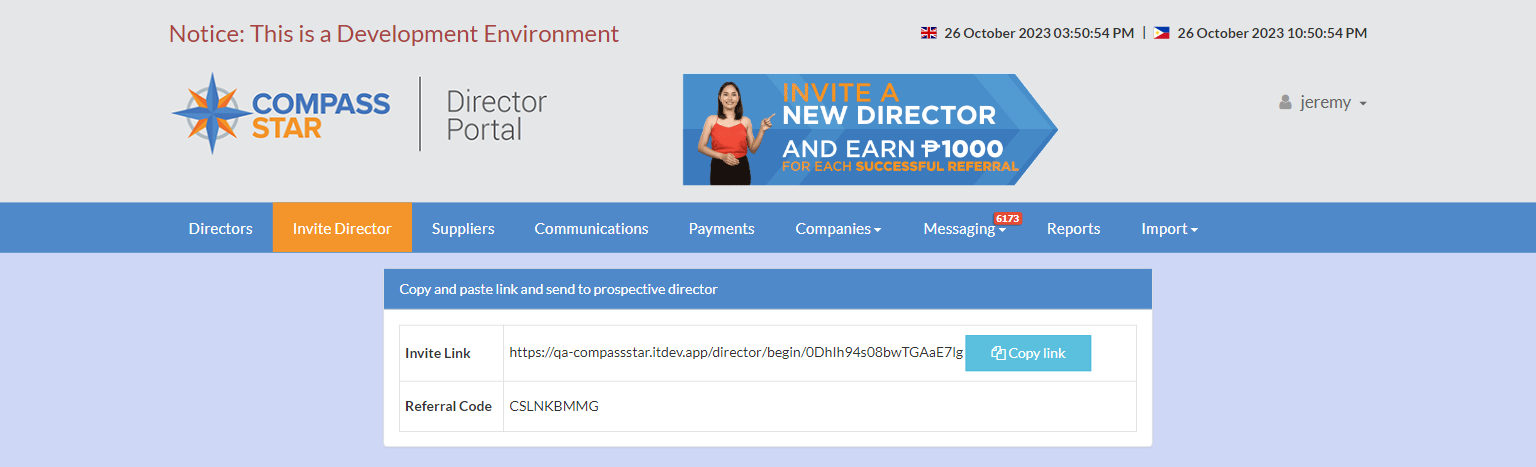 Notice: This is a Development Environment
26 October 2023 03:50:54 PM | 26 October 2023 10:50:54 PM
COMPASS
STAR
Director
Portal
INVITE A
NEW DIRECTOR
AND EARN ₱1000
FOR EACH SUCCESSFUL REFERRAL
jeremy
Directors Invite Director Suppliers Communications Payments Companies Messaging 6173 Reports Import
Copy and paste link and send to prospective director
Invite Link https://qa-compassstar.itdev.app/director/begin/0DhIh94s08bwTGAaE7lg Copy link
Referral Code CSLNKBMMG